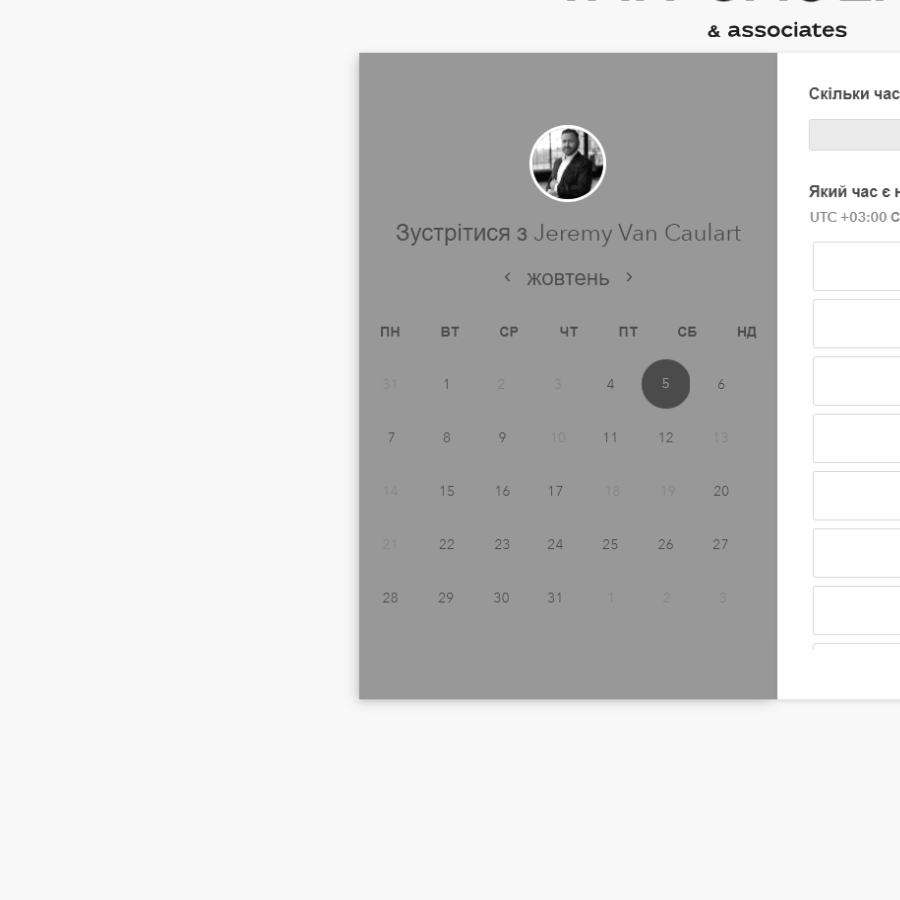 & associates
Зустрітися з Jeremy Van Caulart
жовтень
ПН ВТ СР ЧТ ПТ СБ НД
31 1 2 3 4 5 6
7 8 9 10 11 12 13
14 15 16 17 18 19 20
21 22 23 24 25 26 27
28 29 30 31 1 2 3
Скільки
Який час є
UTC +03:00